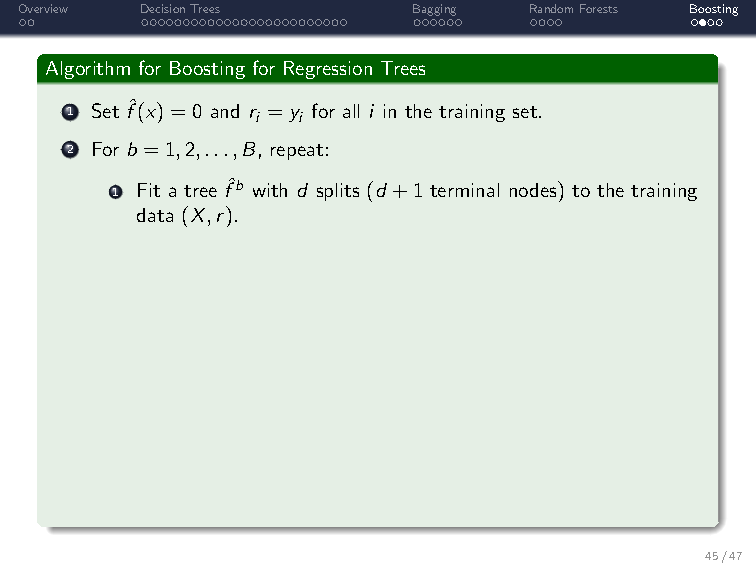 Overview Decision Trees Bagging Random Forests Boosting
Algorithm for Boosting for Regression Trees
1 Set f̂(x) = 0 and rᵢ = yᵢ for all i in the training set.
2 For b = 1, 2, . . . , B, repeat:
1 Fit a tree f̂ᵇ with d splits (d + 1 terminal nodes) to the training
data (X, r).
45 / 47